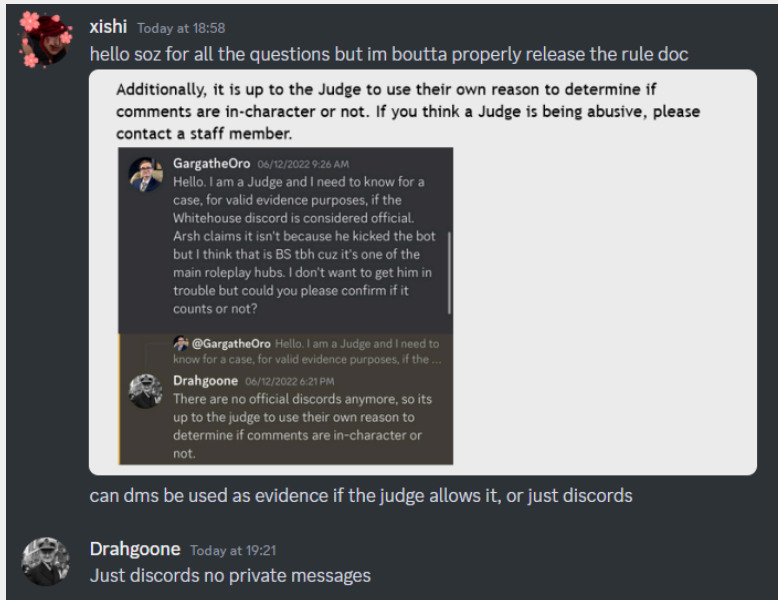 xishi Today at 18:58
hello soz for all the questions but im boutta properly release the rule doc
Additionally, it is up to the Judge to use their own reason to determine if
comments are in-character or not. If you think a Judge is being abusive, please
contact a staff member.
GargatheOro 06/12/2022 9:26 AM
Hello. I am a Judge and I need to know for a
case, for valid evidence purposes, if the
Whitehouse discord is considered official.
Arsh claims it isn't because he kicked the bot
but I think that is BS tbh cuz it's one of the
main roleplay hubs. I don't want to get him in
trouble but could you please confirm if it
counts or not?
@GargatheOro Hello. I am a Judge and I need to
know for a case, for valid evidence purposes, if the ...
Drahgoone 06/12/2022 6:21 PM
There are no official discords anymore, so its
up to the judge to use their own reason to
determine if comments are in-character or
not.
can dms be used as evidence if the judge allows it, or just discords
Drahgoone Today at 19:21
Just discords no private messages